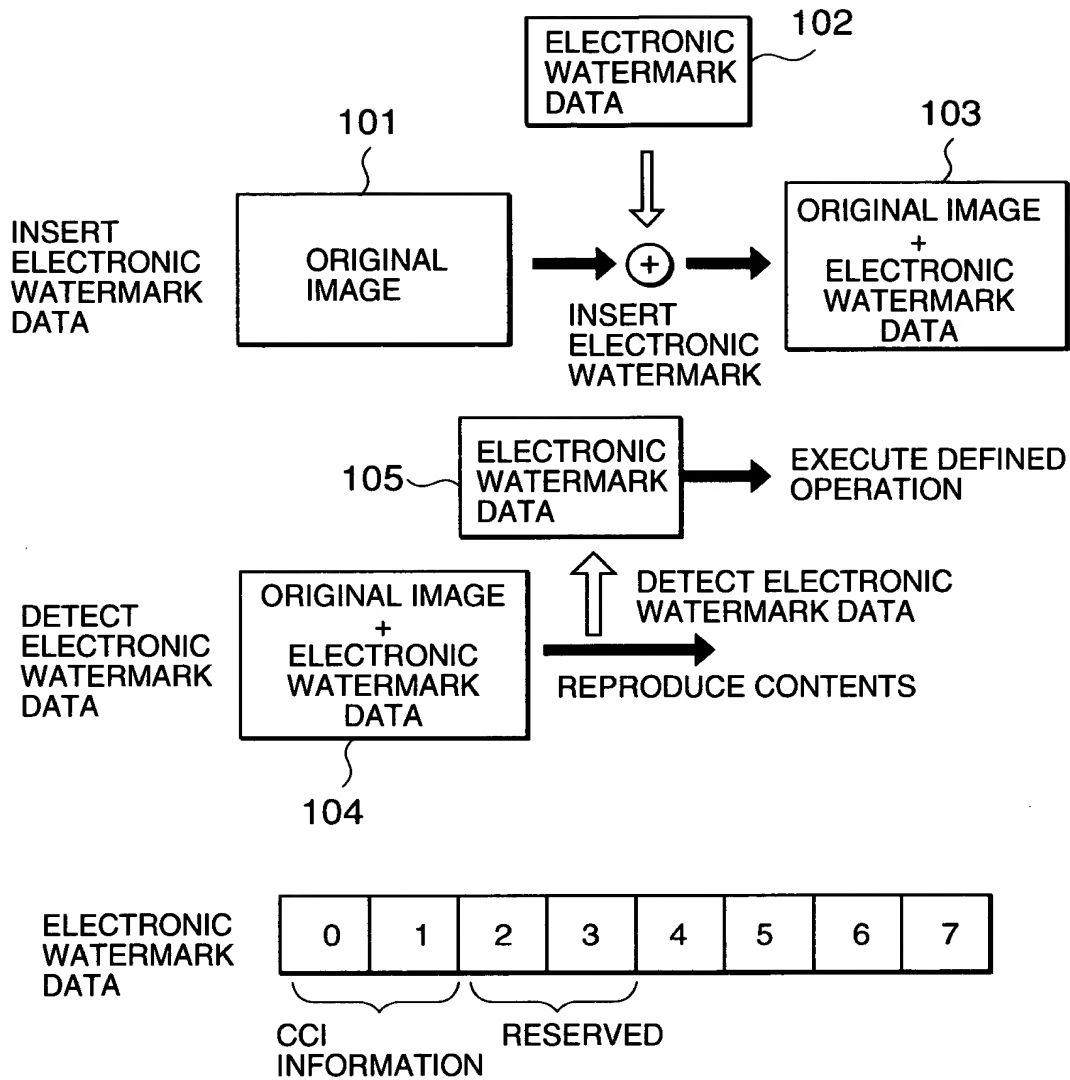 102
ELECTRONIC
WATERMARK
DATA
101
103
INSERT
ELECTRONIC
WATERMARK
DATA
ORIGINAL
IMAGE
+
INSERT
ELECTRONIC
WATERMARK
ORIGINAL IMAGE
+
ELECTRONIC
WATERMARK
DATA
105
ELECTRONIC
WATERMARK
DATA
EXECUTE DEFINED
OPERATION
DETECT
ELECTRONIC
WATERMARK
DATA
ORIGINAL IMAGE
+
ELECTRONIC
WATERMARK
DATA
DETECT ELECTRONIC
WATERMARK DATA
REPRODUCE CONTENTS
104
ELECTRONIC
WATERMARK
DATA
0 1 2 3 4 5 6 7
CCI
INFORMATION
RESERVED